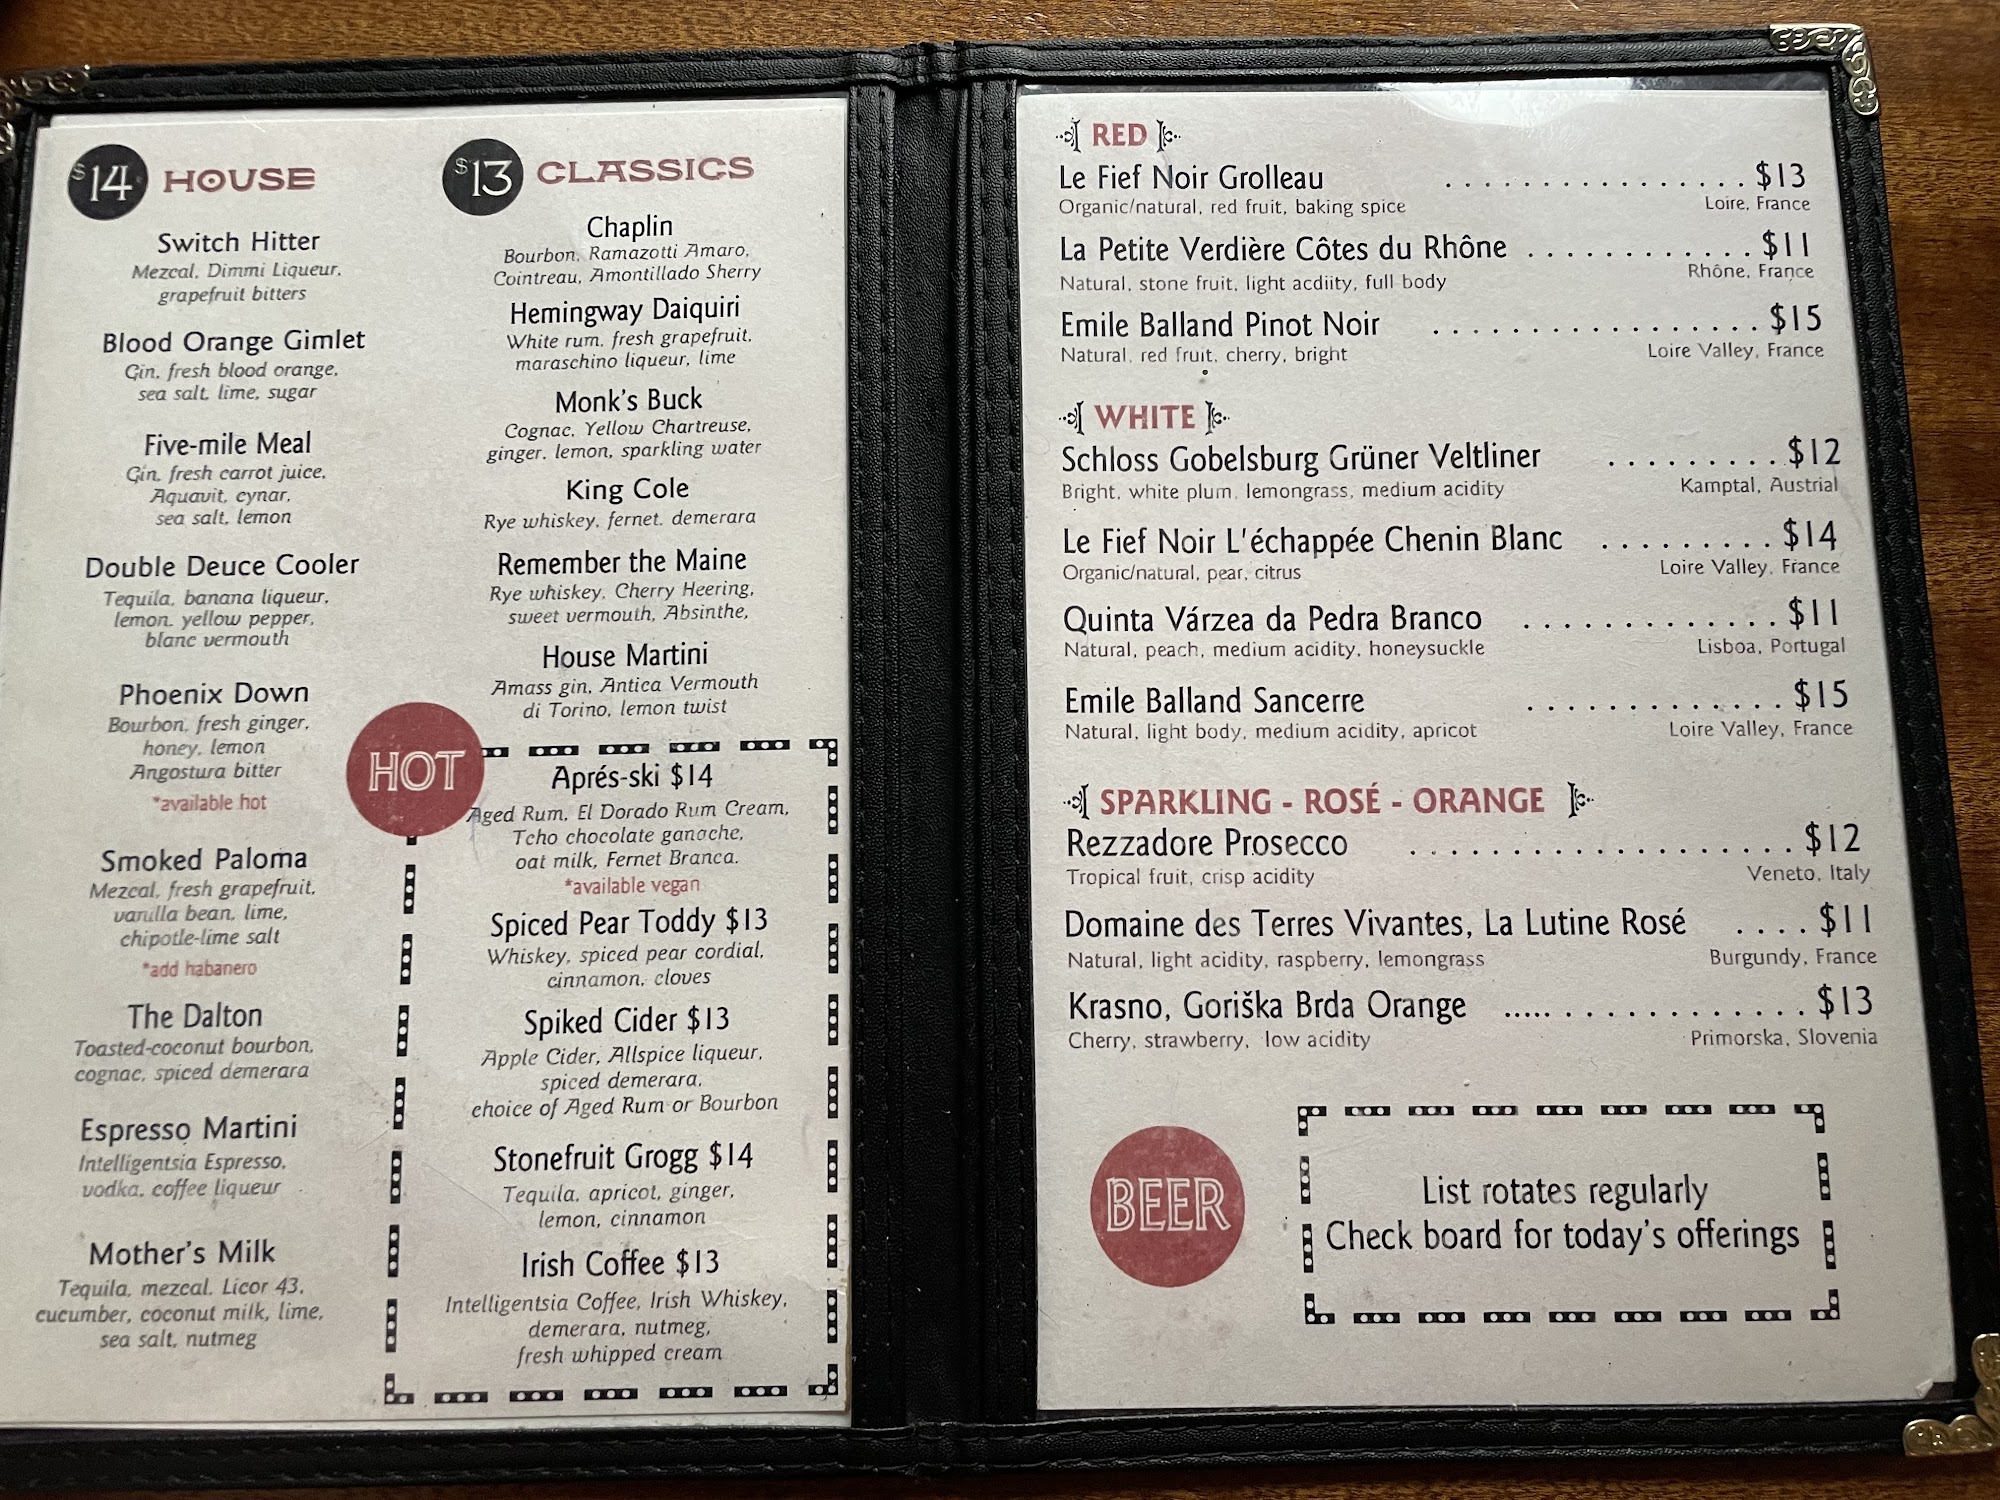 $14 HOUSE
Switch Hitter
Mezcal, Dimmi Liqueur,
grapefruit bitters
Blood Orange Gimlet
Gin, fresh blood orange,
sea salt, lime, sugar
Five-mile Meal
Gin, fresh carrot juice,
Aquavit, cynar,
sea salt, lemon
Double Deuce Cooler
Tequila, banana liqueur,
lemon, yellow pepper,
blanc vermouth
Phoenix Down
Bourbon, fresh ginger,
honey, lemon
Angostura bitter
*available hot
Smoked Paloma
Mezcal, fresh grapefruit,
vanilla bean, lime,
chipotle-lime salt
*add habanero
The Dalton
Toasted-coconut bourbon,
cognac, spiced demerara
Espresso Martini
Intelligentsia Espresso,
vodka, coffee liqueur
Mother's Milk
Tequila, mezcal, Licor 43,
cucumber, coconut milk, lime,
sea salt, nutmeg
$13 CLASSICS
Chaplin
Bourbon, Ramazotti Amaro,
Cointreau, Amontillado Sherry
Hemingway Daiquiri
White rum, fresh grapefruit,
maraschino liqueur, lime
Monk's Buck
Cognac, Yellow Chartreuse,
ginger, lemon, sparkling water
King Cole
Rye whiskey, fernet, demerara
Remember the Maine
Rye whiskey, Cherry Heering,
sweet vermouth, Absinthe,
House Martini
Amass gin, Antica Vermouth
di Torino, lemon twist
HOT
Aprés-ski $14
Aged Rum, El Dorado Rum Cream,
Tcho chocolate ganache,
oat milk, Fernet Branca.
*available vegan
Spiced Pear Toddy $13
Whiskey, spiced pear cordial,
cinnamon, cloves
Spiked Cider $13
Apple Cider, Allspice liqueur,
spiced demerara,
choice of Aged Rum or Bourbon
Stonefruit Grogg $14
Tequila, apricot, ginger,
lemon, cinnamon
Irish Coffee $13
Intelligentsia Coffee, Irish Whiskey,
demerara, nutmeg,
fresh whipped cream
RED
Le Fief Noir Grolleau . . . . . . . . . . . . . . . . $13
Organic/natural, red fruit, baking spice Loire, France
La Petite Verdière Côtes du Rhône . . . . . . . . . . . . $11
Natural, stone fruit, light acdiity, full body Rhône, France
Emile Balland Pinot Noir . . . . . . . . . . . . . . . . . $15
Natural, red fruit, cherry, bright Loire Valley, France
WHITE
Schloss Gobelsburg Grüner Veltliner . . . . . . . . . $12
Bright, white plum, lemongrass, medium acidity Kamptal, Austrial
Le Fief Noir L'échappée Chenin Blanc . . . . . . . . . $14
Organic/natural, pear, citrus Loire Valley, France
Quinta Várzea da Pedra Branco . . . . . . . . . . . . . $11
Natural, peach, medium acidity, honeysuckle Lisboa, Portugal
Emile Balland Sancerre . . . . . . . . . . . . . $15
Natural, light body, medium acidity, apricot Loire Valley, France
SPARKLING - ROSÉ - ORANGE
Rezzadore Prosecco . . . . . . . . . . . . . . . . . . . $12
Tropical fruit, crisp acidity Veneto, Italy
Domaine des Terres Vivantes, La Lutine Rosé . . . . $11
Natural, light acidity, raspberry, lemongrass Burgundy, France
Krasno, Goriška Brda Orange ..... . . . . . . . . . . . . $13
Cherry, strawberry, low acidity Primorska, Slovenia
BEER
List rotates regularly
Check board for today's offerings